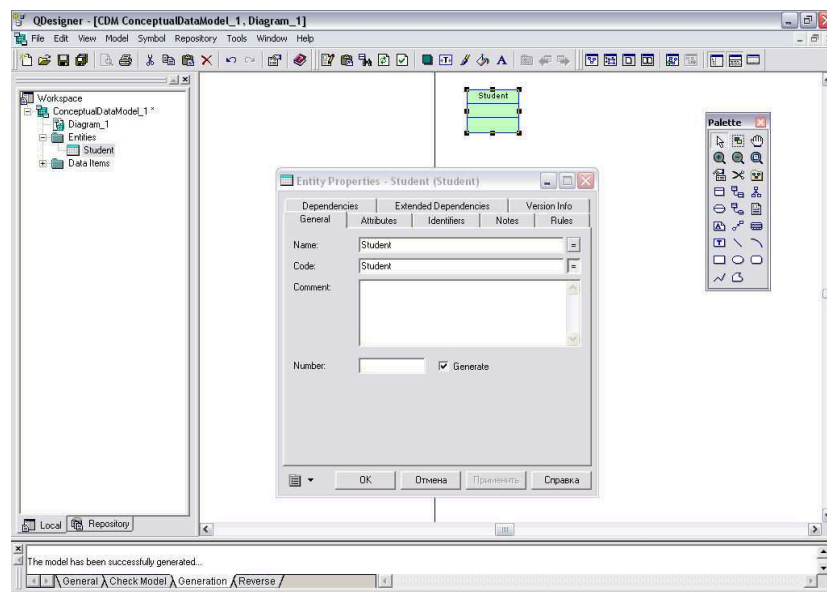 QDesigner - [CDM ConceptualDataModel_1, Diagram_1]
File Edit View Model Symbol Repository Tools Window Help
Workspace
ConceptualDataModel_1 *
Diagram_1
Entities
Student
Data Items
Student
Palette
Entity Properties - Student (Student)
Dependencies Extended Dependencies Version Info
General Attributes Identifiers Notes Rules
Name: Student =
Code: Student =
Comment:
Number: Generate
OK Отмена Применить Справка
Local Repository
The model has been successfully generated...
General Check Model Generation Reverse